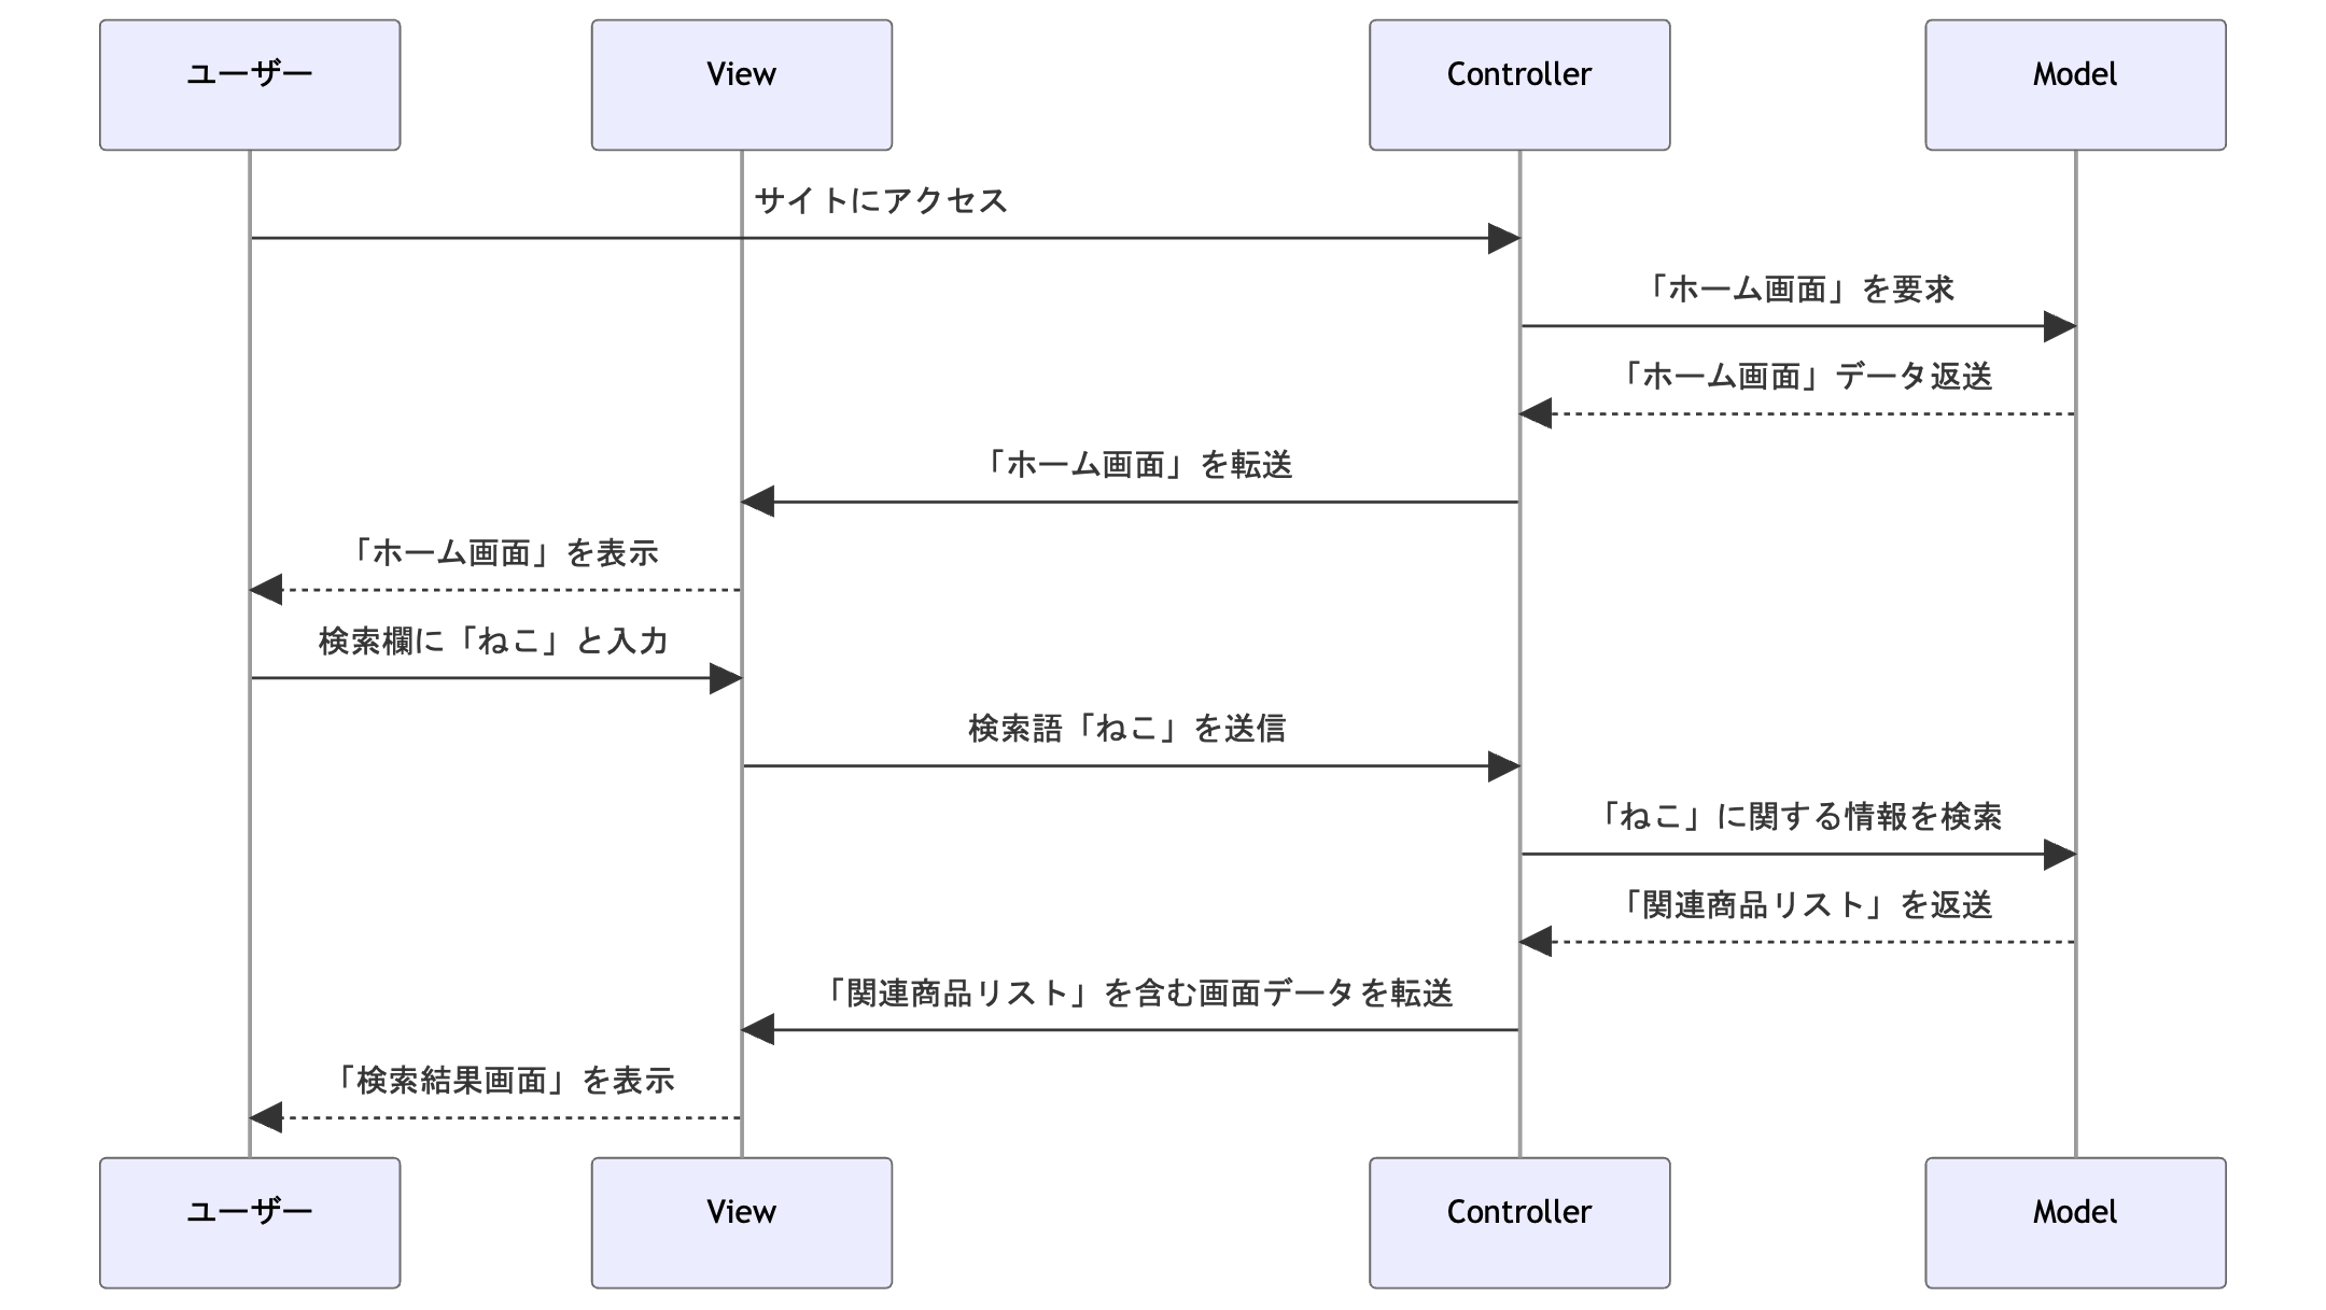 ユーザー
View
Controller
Model
サイトにアクセス
「ホーム画面」を要求
「ホーム画面」データ返送
「ホーム画面」を転送
「ホーム画面」を表示
検索欄に「ねこ」と入力
検索語「ねこ」を送信
「ねこ」に関する情報を検索
「関連商品リスト」を返送
「関連商品リスト」を含む画面データを転送
「検索結果画面」を表示
ユーザー
View
Controller
Model